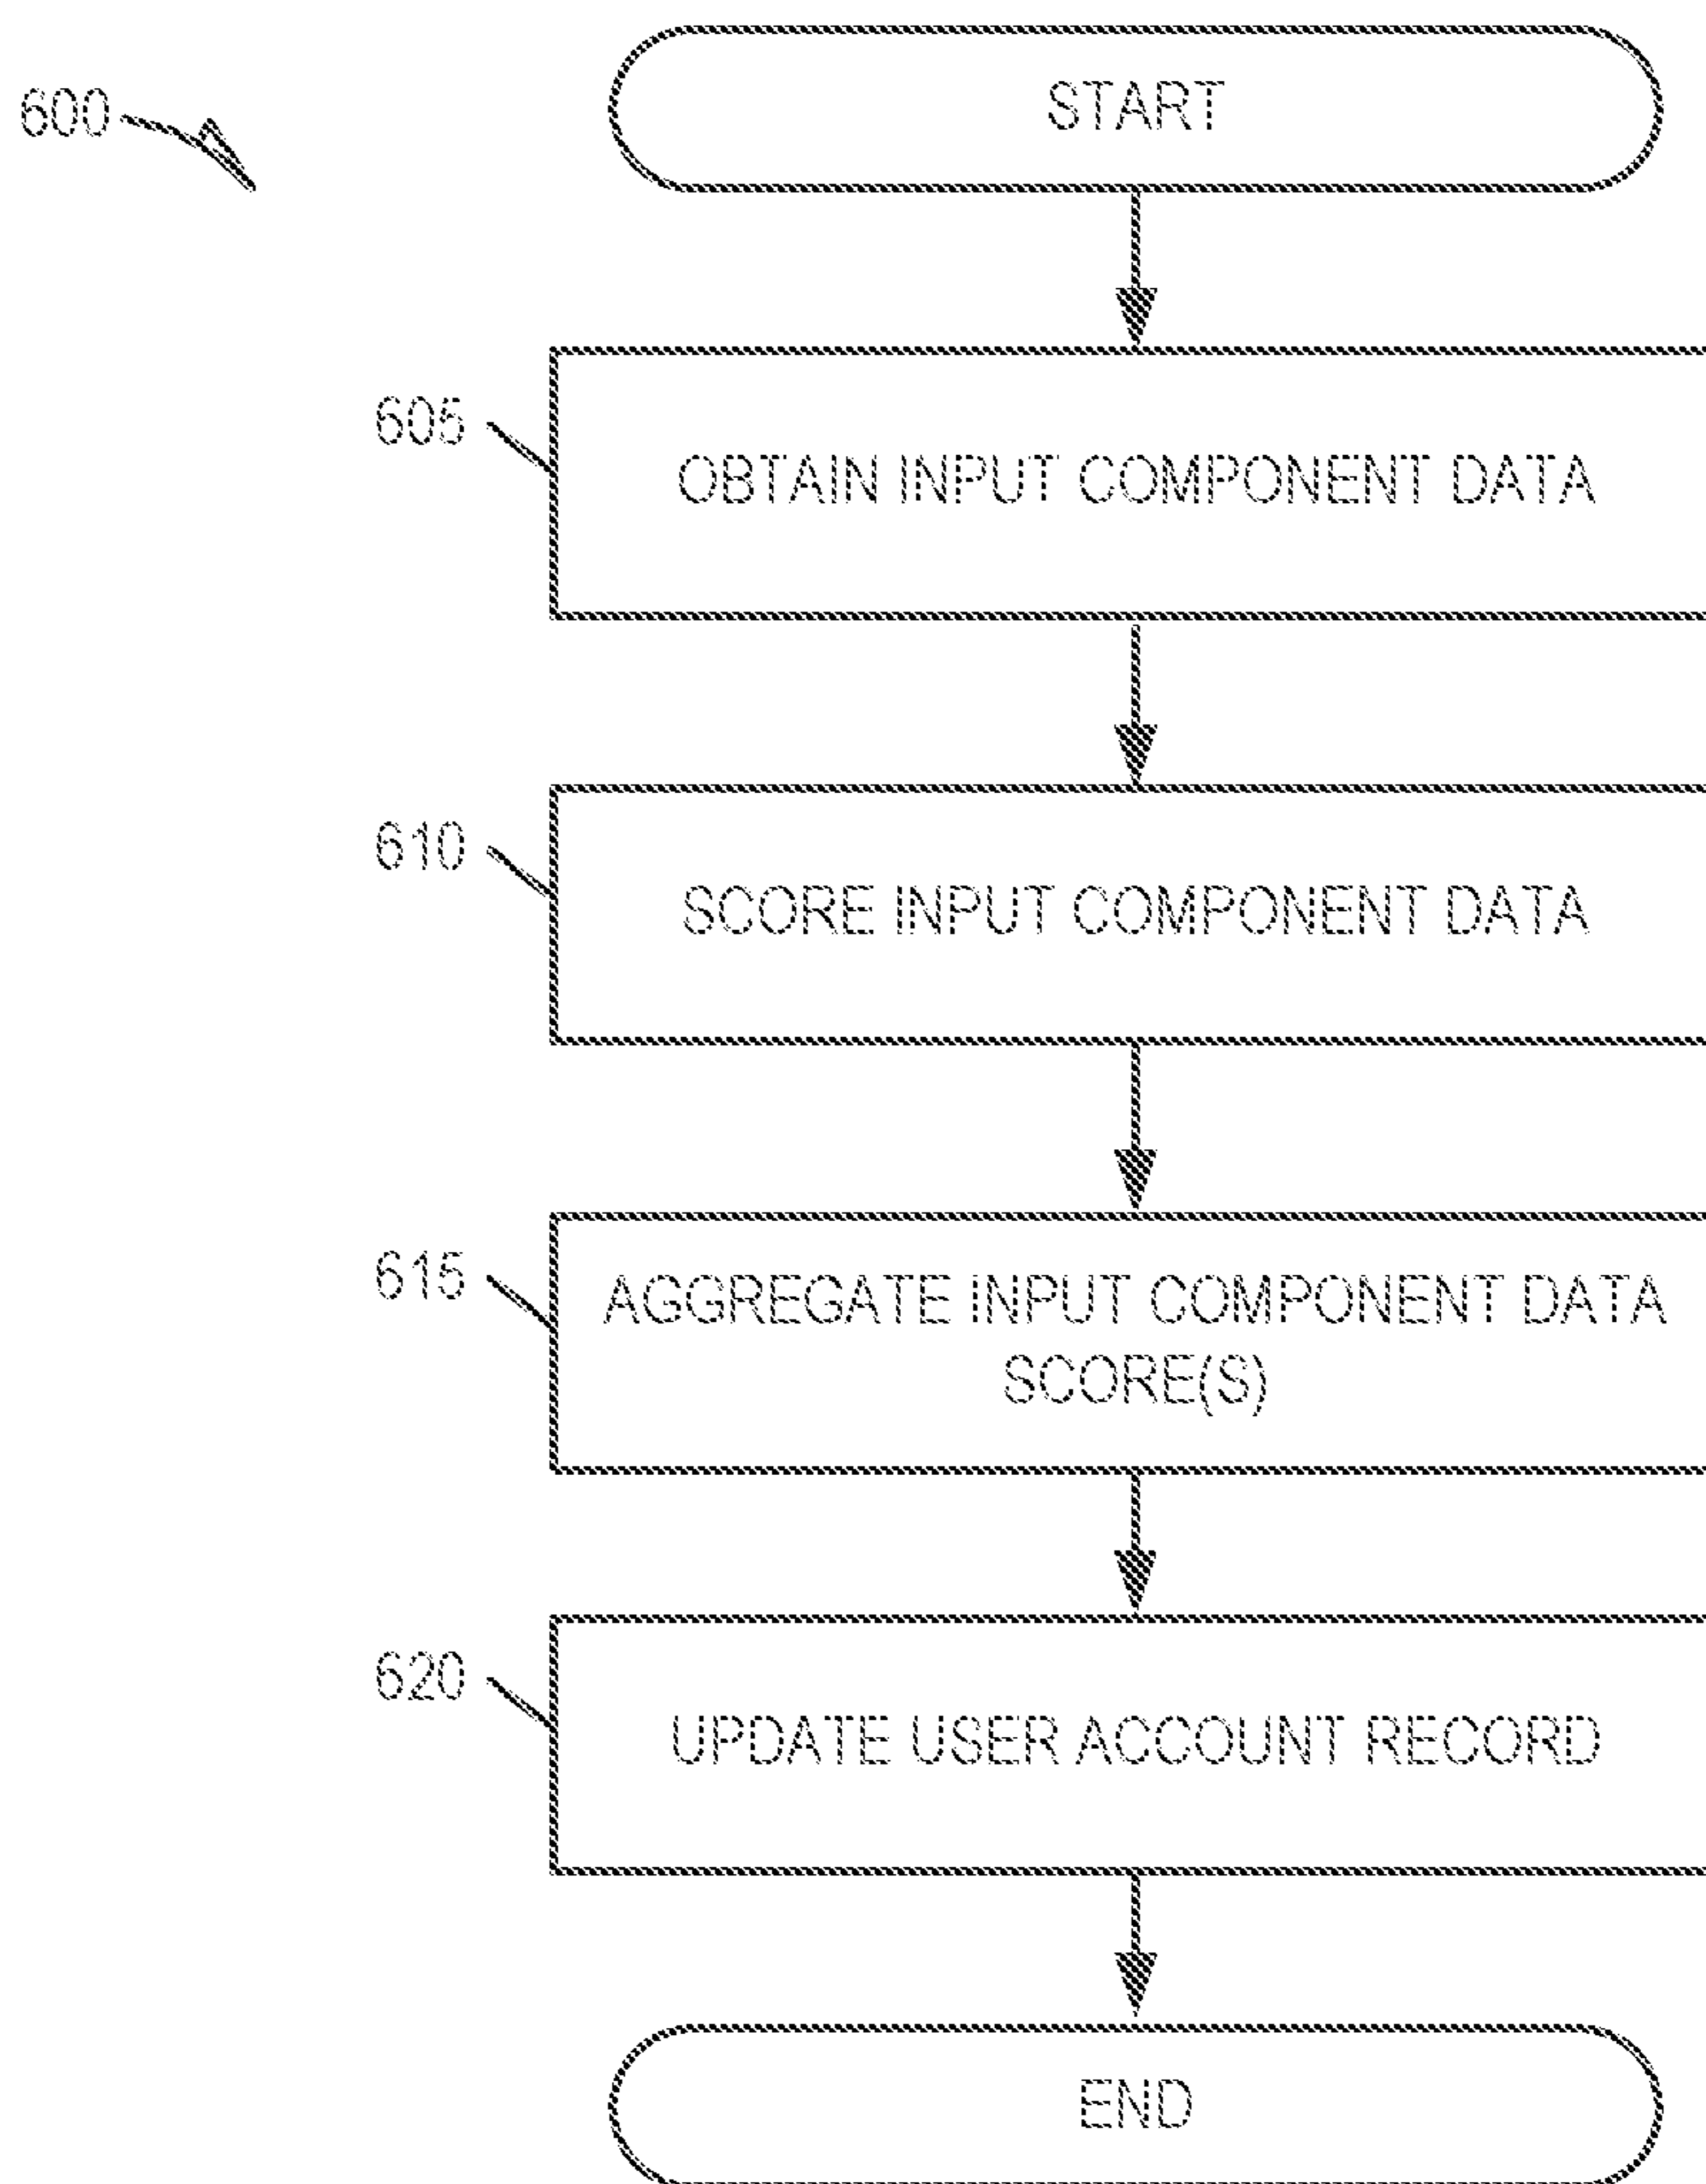 600
START
605
OBTAIN INPUT COMPONENT DATA
610
SCORE INPUT COMPONENT DATA
615
AGGREGATE INPUT COMPONENT DATA
SCORE(S)
620
UPDATE USER ACCOUNT RECORD
END